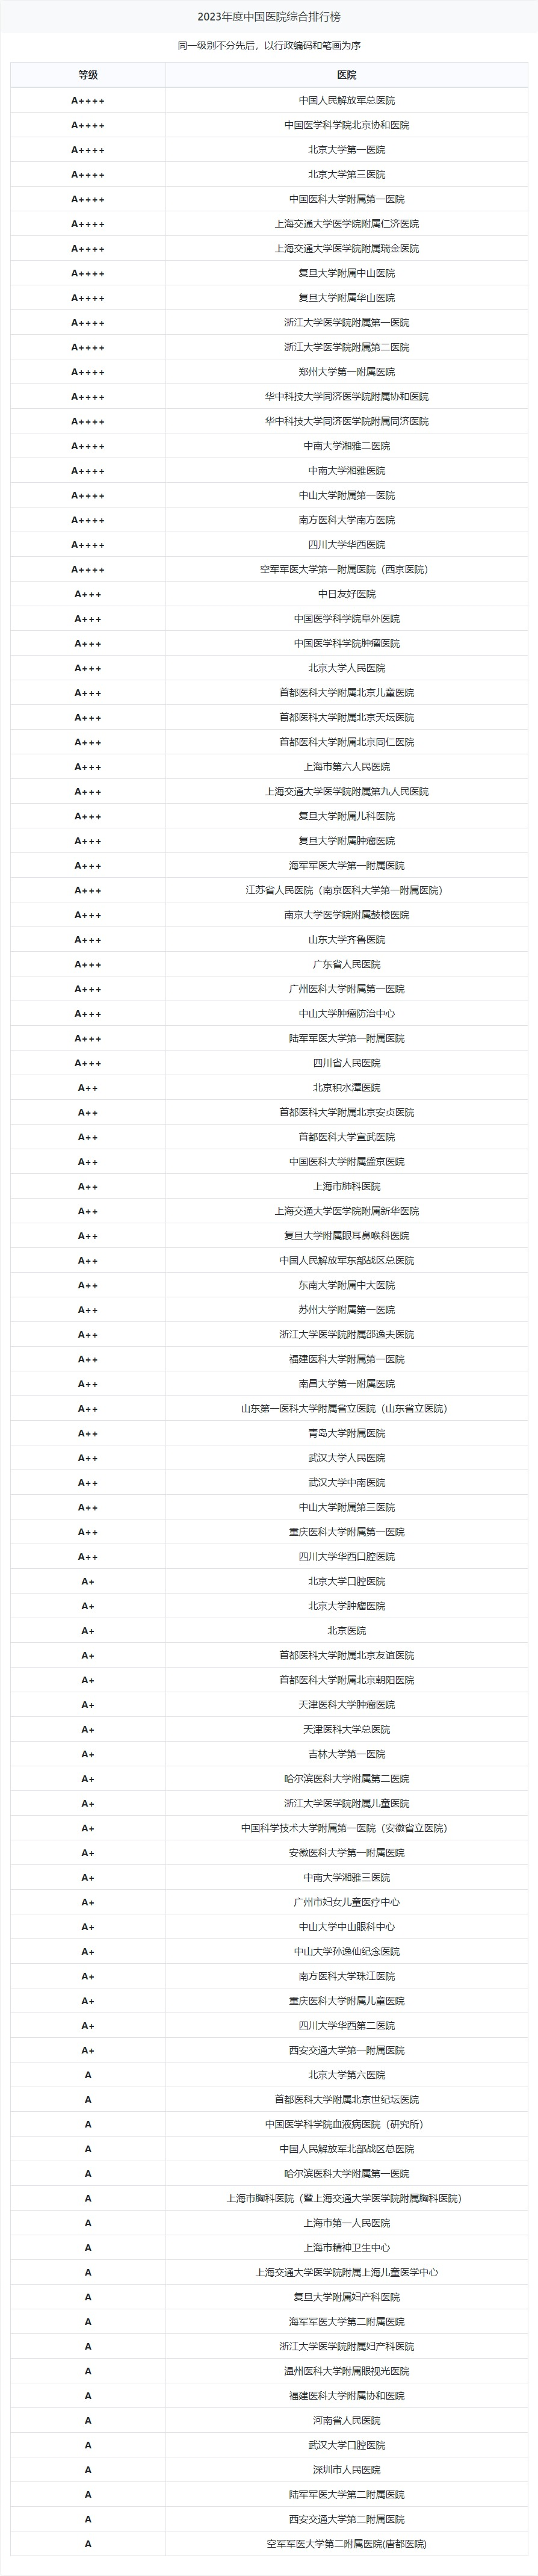 2023年度中国医院综合排行榜
同一级别不分先后，以行政编码和笔画为序
等级 医院
A++++ 中国人民解放军总医院
A++++ 中国医学科学院北京协和医院
A++++ 北京大学第一医院
A++++ 北京大学第三医院
A++++ 中国医科大学附属第一医院
A++++ 上海交通大学医学院附属仁济医院
A++++ 上海交通大学医学院附属瑞金医院
A++++ 复旦大学附属中山医院
A++++ 复旦大学附属华山医院
A++++ 浙江大学医学院附属第一医院
A++++ 浙江大学医学院附属第二医院
A++++ 郑州大学第一附属医院
A++++ 华中科技大学同济医学院附属协和医院
A++++ 华中科技大学同济医学院附属同济医院
A++++ 中南大学湘雅二医院
A++++ 中南大学湘雅医院
A++++ 中山大学附属第一医院
A++++ 南方医科大学南方医院
A++++ 四川大学华西医院
A++++ 空军军医大学第一附属医院（西京医院）
A+++ 中日友好医院
A+++ 中国医学科学院阜外医院
A+++ 中国医学科学院肿瘤医院
A+++ 北京大学人民医院
A+++ 首都医科大学附属北京儿童医院
A+++ 首都医科大学附属北京天坛医院
A+++ 首都医科大学附属北京同仁医院
A+++ 上海市第六人民医院
A+++ 上海交通大学医学院附属第九人民医院
A+++ 复旦大学附属儿科医院
A+++ 复旦大学附属肿瘤医院
A+++ 海军军医大学第一附属医院
A+++ 江苏省人民医院（南京医科大学第一附属医院）
A+++ 南京大学医学院附属鼓楼医院
A+++ 山东大学齐鲁医院
A+++ 广东省人民医院
A+++ 广州医科大学附属第一医院
A+++ 中山大学肿瘤防治中心
A+++ 陆军军医大学第一附属医院
A+++ 四川省人民医院
A++ 北京积水潭医院
A++ 首都医科大学附属北京安贞医院
A++ 首都医科大学宣武医院
A++ 中国医科大学附属盛京医院
A++ 上海市肺科医院
A++ 上海交通大学医学院附属新华医院
A++ 复旦大学附属眼耳鼻喉科医院
A++ 中国人民解放军东部战区总医院
A++ 东南大学附属中大医院
A++ 苏州大学附属第一医院
A++ 浙江大学医学院附属邵逸夫医院
A++ 福建医科大学附属第一医院
A++ 南昌大学第一附属医院
A++ 山东第一医科大学附属省立医院（山东省立医院）
A++ 青岛大学附属医院
A++ 武汉大学人民医院
A++ 武汉大学中南医院
A++ 中山大学附属第三医院
A++ 重庆医科大学附属第一医院
A++ 四川大学华西口腔医院
A+ 北京大学口腔医院
A+ 北京大学肿瘤医院
A+ 北京医院
A+ 首都医科大学附属北京友谊医院
A+ 首都医科大学附属北京朝阳医院
A+ 天津医科大学肿瘤医院
A+ 天津医科大学总医院
A+ 吉林大学第一医院
A+ 哈尔滨医科大学附属第二医院
A+ 浙江大学医学院附属儿童医院
A+ 中国科学技术大学附属第一医院（安徽省立医院）
A+ 安徽医科大学第一附属医院
A+ 中南大学湘雅三医院
A+ 广州市妇女儿童医疗中心
A+ 中山大学中山眼科中心
A+ 中山大学孙逸仙纪念医院
A+ 南方医科大学珠江医院
A+ 重庆医科大学附属儿童医院
A+ 四川大学华西第二医院
A+ 西安交通大学第一附属医院
A 北京大学第六医院
A 首都医科大学附属北京世纪坛医院
A 中国医学科学院血液病医院（研究所）
A 中国人民解放军北部战区总医院
A 哈尔滨医科大学附属第一医院
A 上海市胸科医院（暨上海交通大学医学院附属胸科医院）
A 上海市第一人民医院
A 上海市精神卫生中心
A 上海交通大学医学院附属上海儿童医学中心
A 复旦大学附属妇产科医院
A 海军军医大学第二附属医院
A 浙江大学医学院附属妇产科医院
A 温州医科大学附属眼视光医院
A 福建医科大学附属协和医院
A 河南省人民医院
A 武汉大学口腔医院
A 深圳市人民医院
A 陆军军医大学第二附属医院
A 西安交通大学第二附属医院
A 空军军医大学第二附属医院(唐都医院)